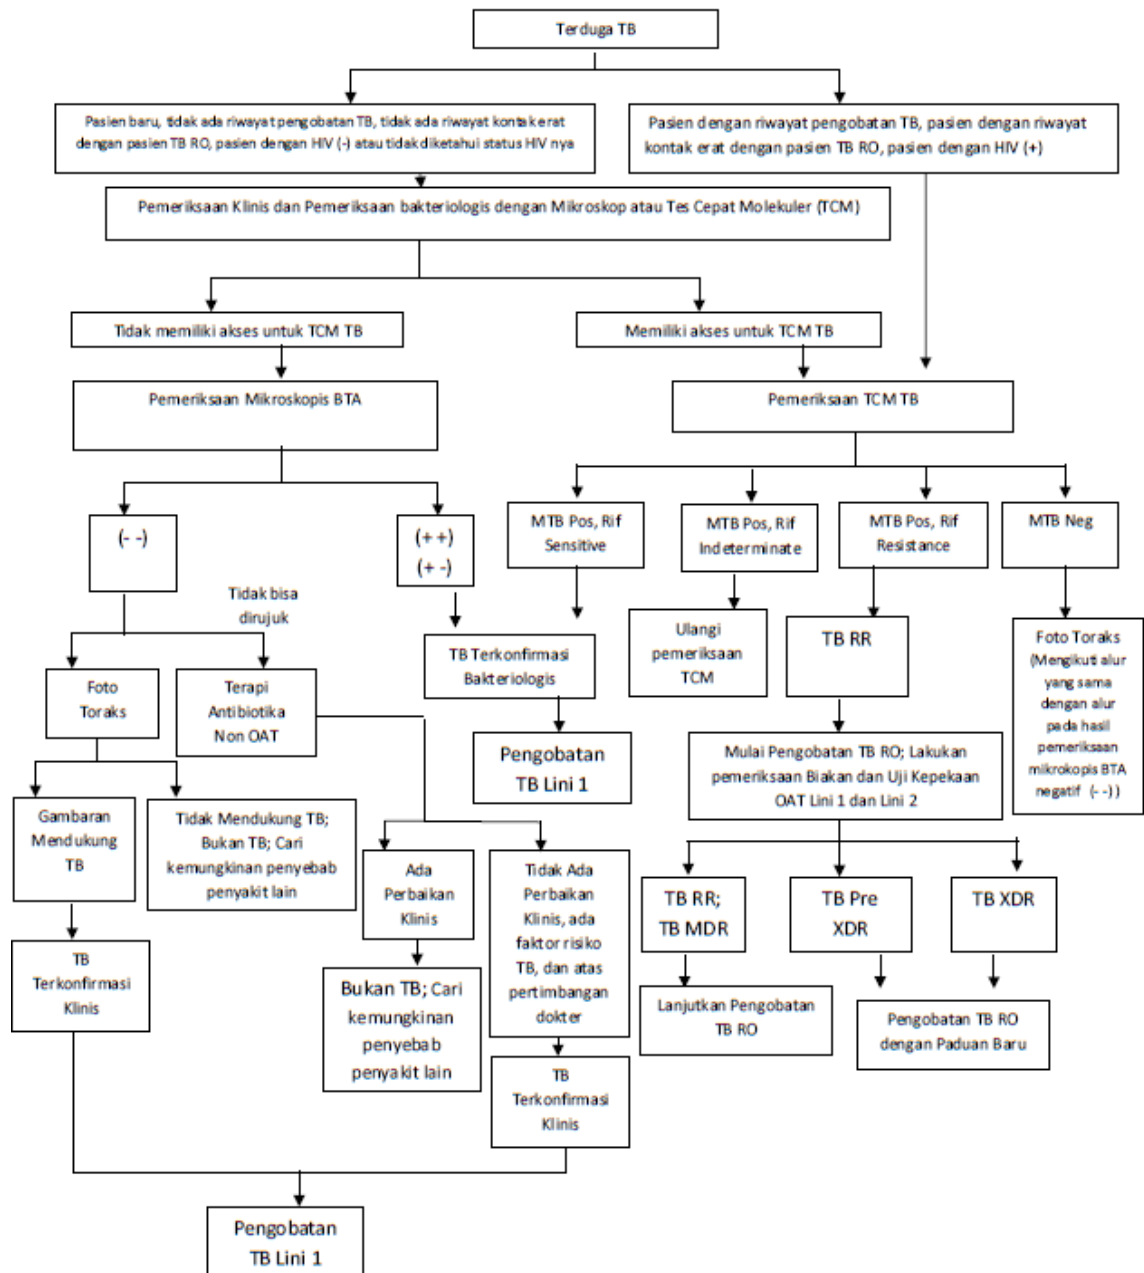 Terduga TB
Pasien baru, tidak ada riwayat pengobatan TB, tidak ada riwayat kontak erat
dengan pasien TB RO, pasien dengan HIV (-) atau tidak diketahui status HIV nya
Pasien dengan riwayat pengobatan TB, pasien dengan riwayat
kontak erat dengan pasien TB RO, pasien dengan HIV (+)
Pemeriksaan Klinis dan Pemeriksaan bakteriologis dengan Mikroskop atau Tes Cepat Molekuler (TCM)
Tidak memiliki akses untuk TCM TB
Memiliki akses untuk TCM TB
Pemeriksaan Mikroskopis BTA
Pemeriksaan TCM TB
(- -)
(+ +)
(+ -)
MTB Pos, Rif
Sensitive
MTB Pos, Rif
Indeterminate
MTB Pos, Rif
Resistance
MTB Neg
Tidak bisa
dirujuk
Foto
Toraks
Terapi
Antibiotika
Non OAT
TB Terkonfirmasi
Bakteriologis
Ulangi
pemeriksaan
TCM
TB RR
Foto Toraks
(Mengikuti alur
yang sama
dengan alur
pada hasil
pemeriksaan
mikrokopis BTA
negatif (- -) )
Pengobatan
TB Lini 1
Mulai Pengobatan TB RO; Lakukan
pemeriksaan Biakan dan Uji Kepekaan
OAT Lini 1 dan Lini 2
Gambaran
Mendukung
TB
Tidak Mendukung TB;
Bukan TB; Cari
kemungkinan penyebab
penyakit lain
Ada
Perbaikan
Klinis
Tidak Ada
Perbaikan
Klinis, ada
faktor risiko
TB, dan atas
pertimbangan
dokter
TB RR;
TB MDR
TB Pre
XDR
TB XDR
TB
Terkonfirmasi
Klinis
Bukan TB; Cari
kemungkinan
penyebab
penyakit lain
Lanjutkan Pengobatan
TB RO
Pengobatan TB RO
dengan Paduan Baru
TB
Terkonfirmasi
Klinis
Pengobatan
TB Lini 1